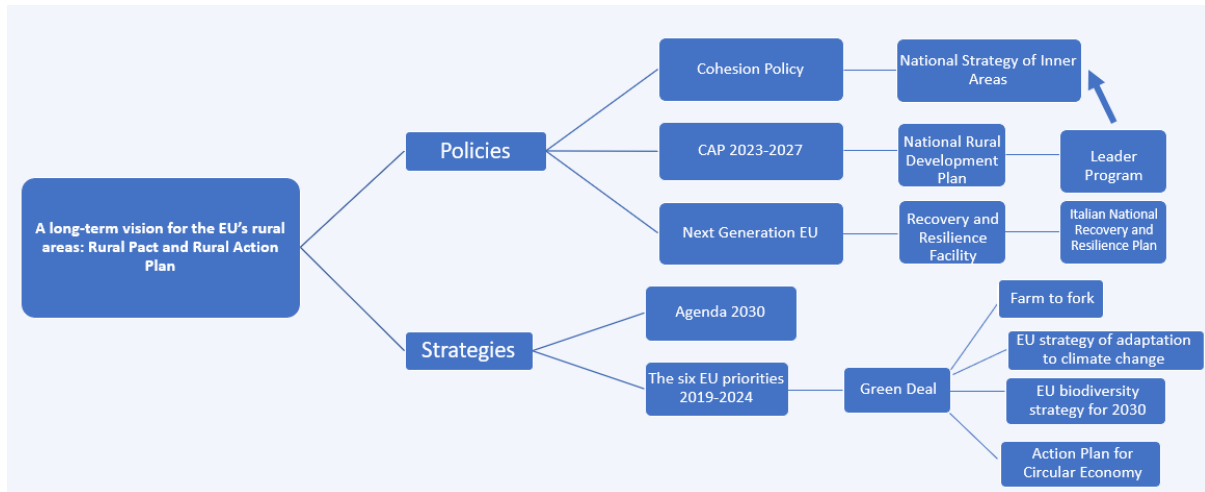 A long-term vision for the EU’s rural
areas: Rural Pact and Rural Action
Plan
Policies
Strategies
Cohesion Policy
National Strategy of Inner
Areas
CAP 2023-2027
National Rural
Development
Plan
Leader
Program
Next Generation EU
Recovery and
Resilience
Facility
Italian National
Recovery and
Resilience Plan
Agenda 2030
The six EU priorities
2019-2024
Green Deal
Farm to fork
EU strategy of adaptation
to climate change
EU biodiversity
strategy for 2030
Action Plan for
Circular Economy